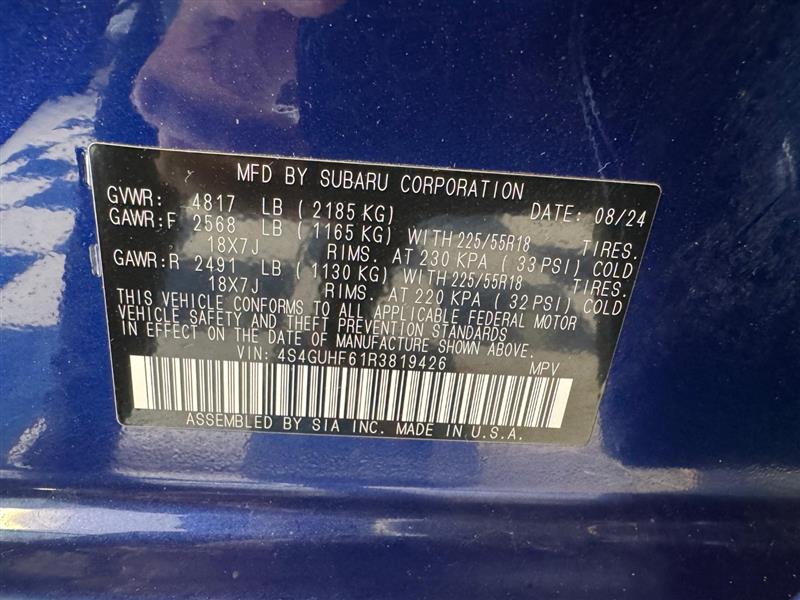 MFD BY SUBARU CORPORATION
GVWR: 4817 LB ( 2185 KG) DATE: 08/24
GAWR:F 2568 LB ( 1165 KG) WITH 225/55R18 TIRES.
18X7J RIMS. AT 230 KPA ( 33 PSI) COLD
GAWR:R 2491 LB ( 1130 KG) WITH 225/55R18 TIRES.
18X7J RIMS. AT 220 KPA ( 32 PSI) COLD
THIS VEHICLE CONFORMS TO ALL APPLICABLE FEDERAL MOTOR
VEHICLE SAFETY AND THEFT PREVENTION STANDARDS
IN EFFECT ON THE DATE OF MANUFACTURE SHOWN ABOVE.
VIN: 4S4GUHF61R3819426 MPV
ASSEMBLED BY SIA INC. MADE IN U.S.A.